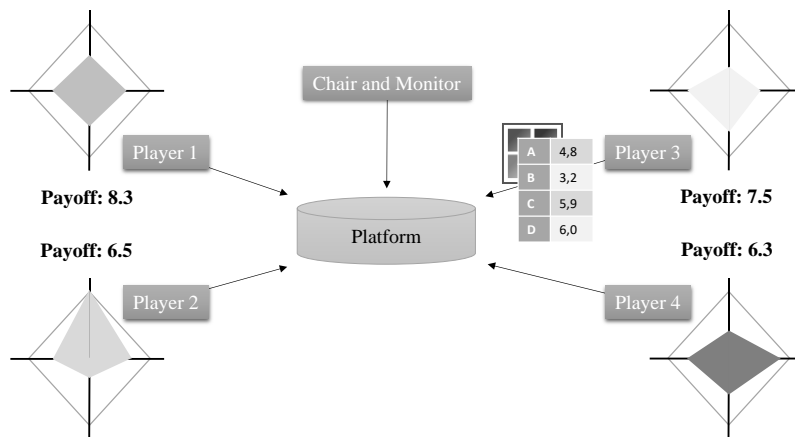 Chair and Monitor
Player 1
Payoff: 8.3
Player 3
Payoff: 7.5
A 4,8
B 3,2
C 5,9
D 6,0
Platform
Payoff: 6.5
Player 2
Payoff: 6.3
Player 4